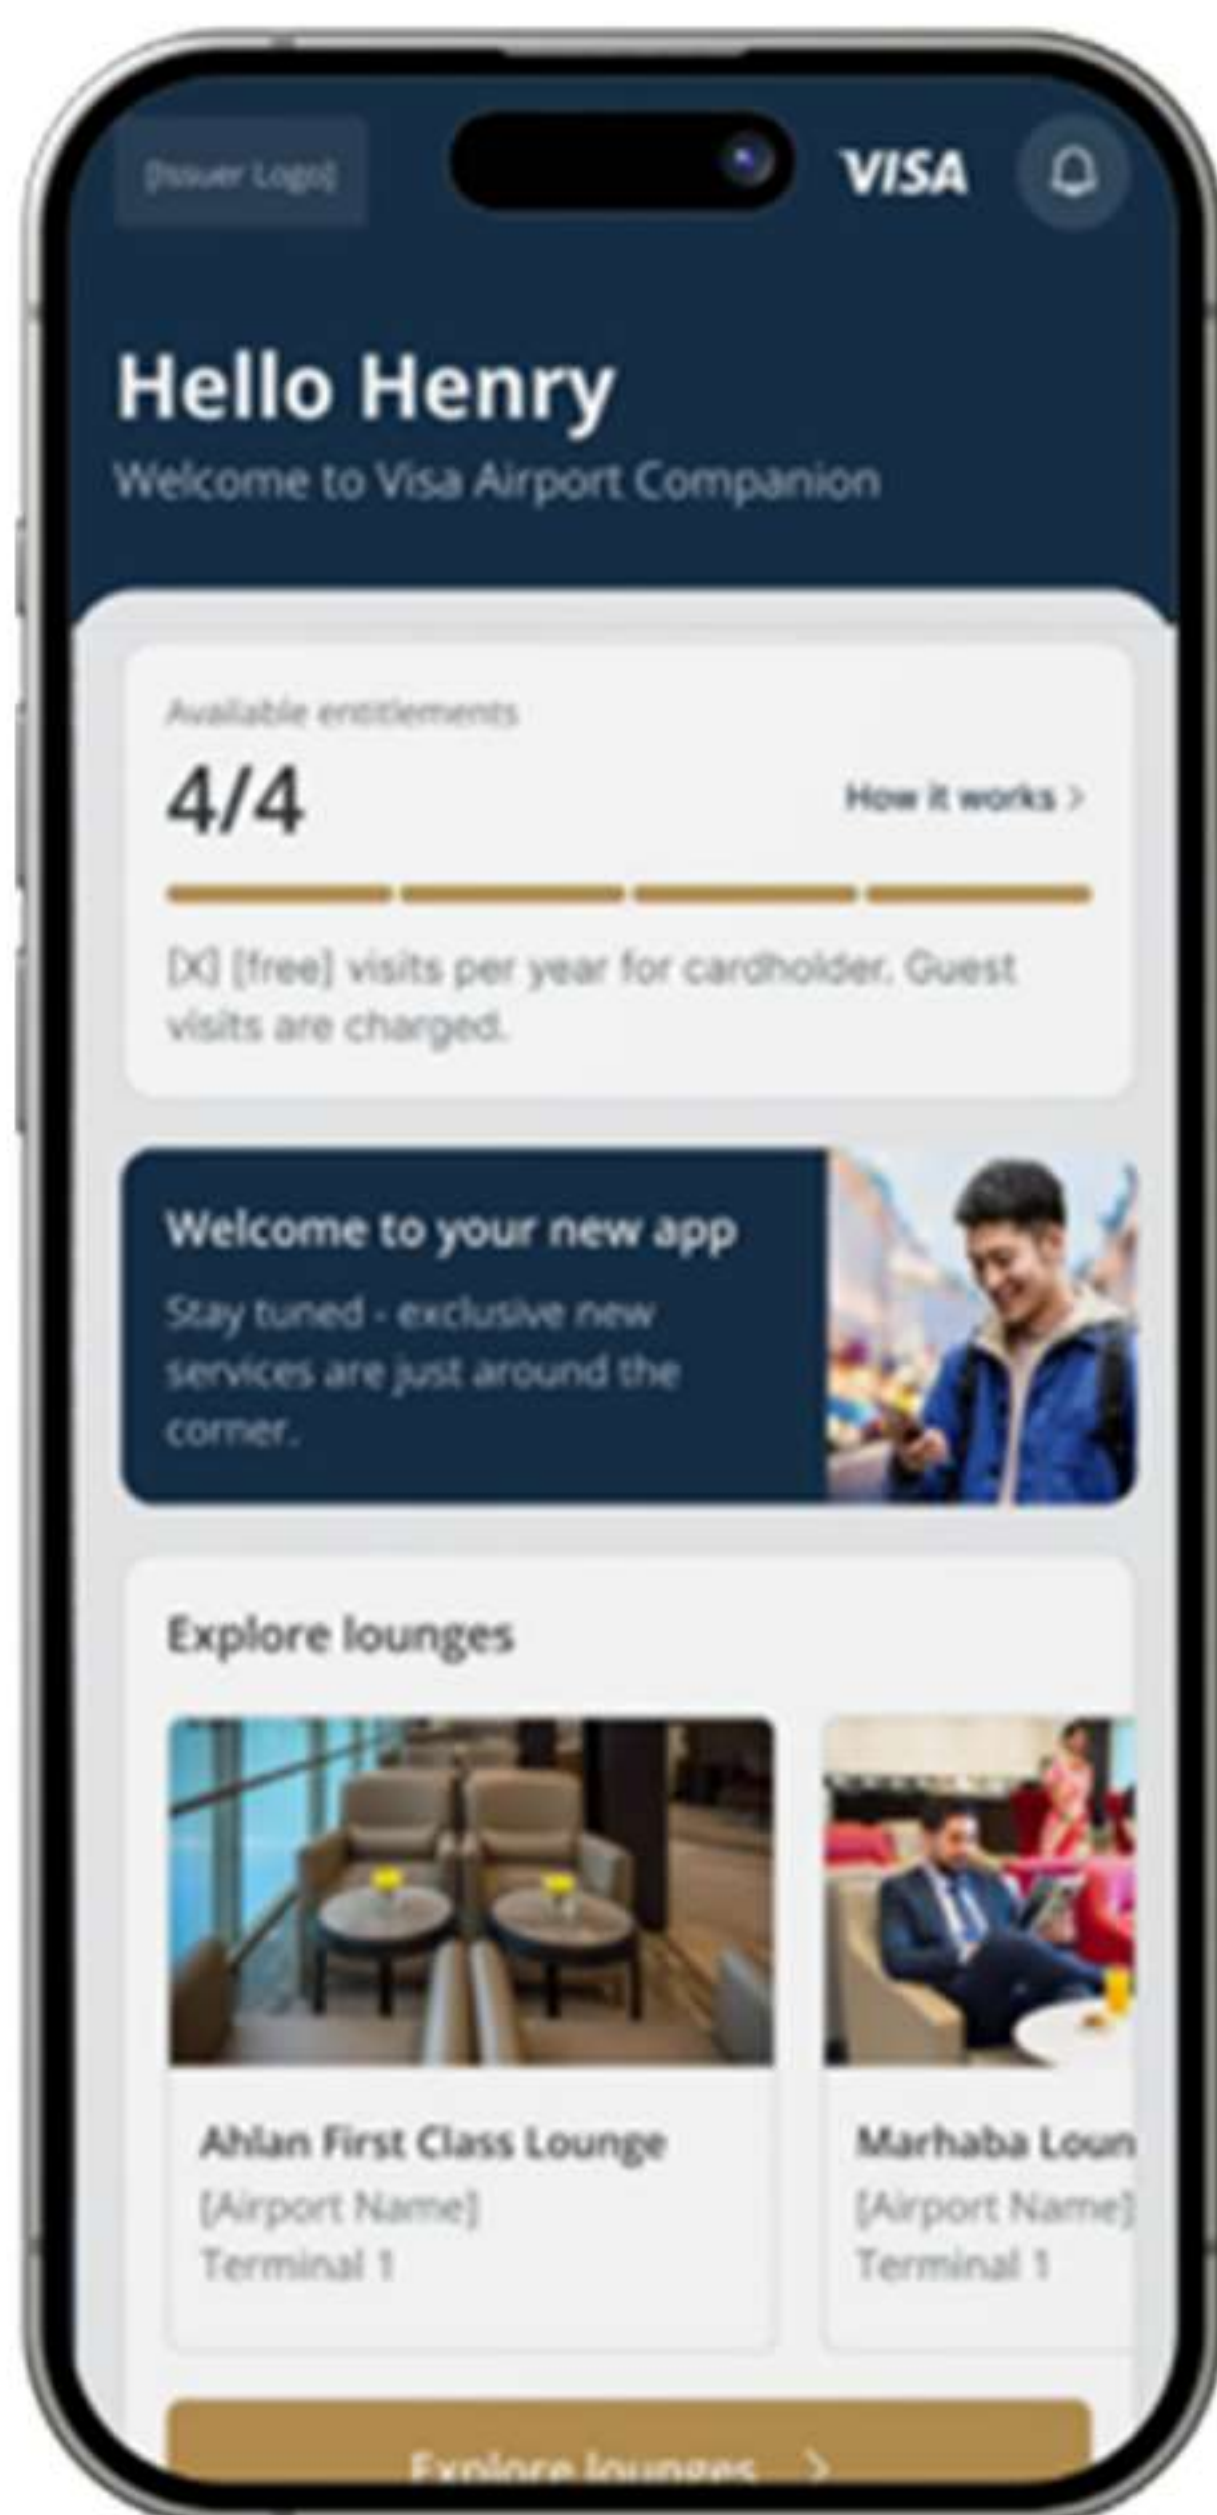 [Issuer Logo]
VISA
Hello Henry
Welcome to Visa Airport Companion
Available entitlements
4/4
How it works >
[X] [free] visits per year for cardholder. Guest
visits are charged.
Welcome to your new app
Stay tuned - exclusive new
services are just around the
corner.
Explore lounges
Ahlan First Class Lounge
[Airport Name]
Terminal 1
Marhaba Loun
[Airport Name]
Terminal 1
Explore lounges >